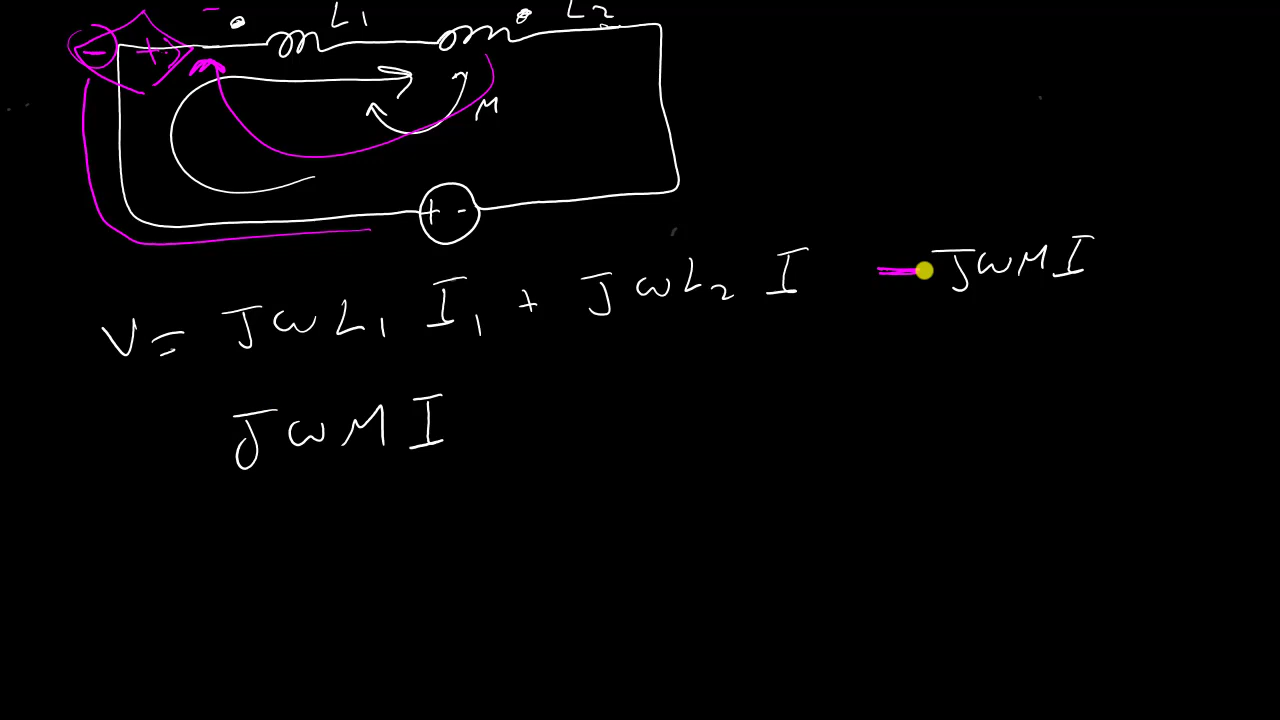 L1 L2
- +
M
+ -
V = JωL1 I1 + JωL2 I - JωMI
JωMI